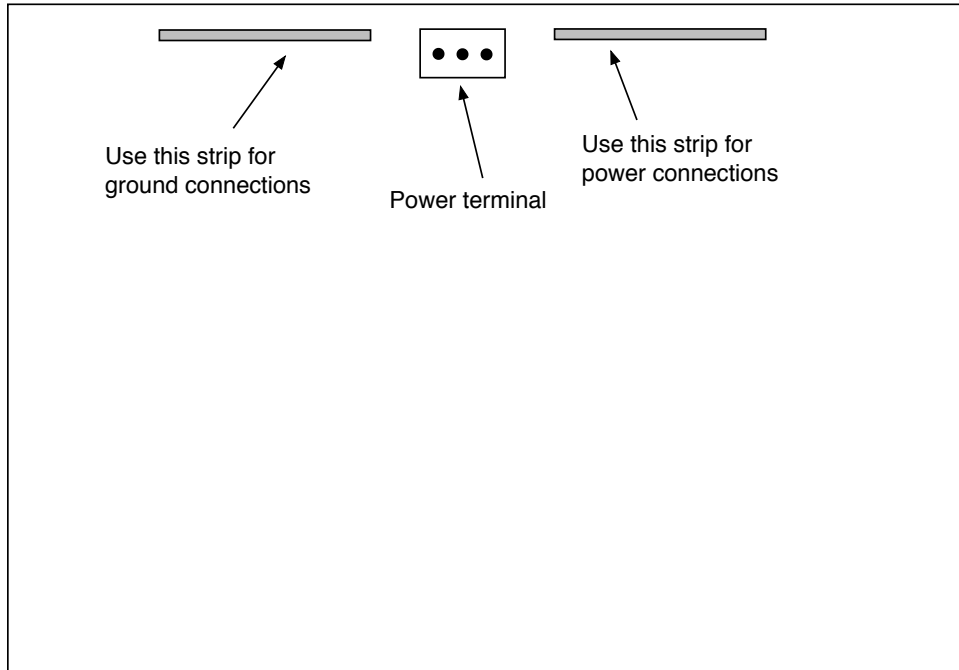 Use this strip for
ground connections
Power terminal
Use this strip for
power connections